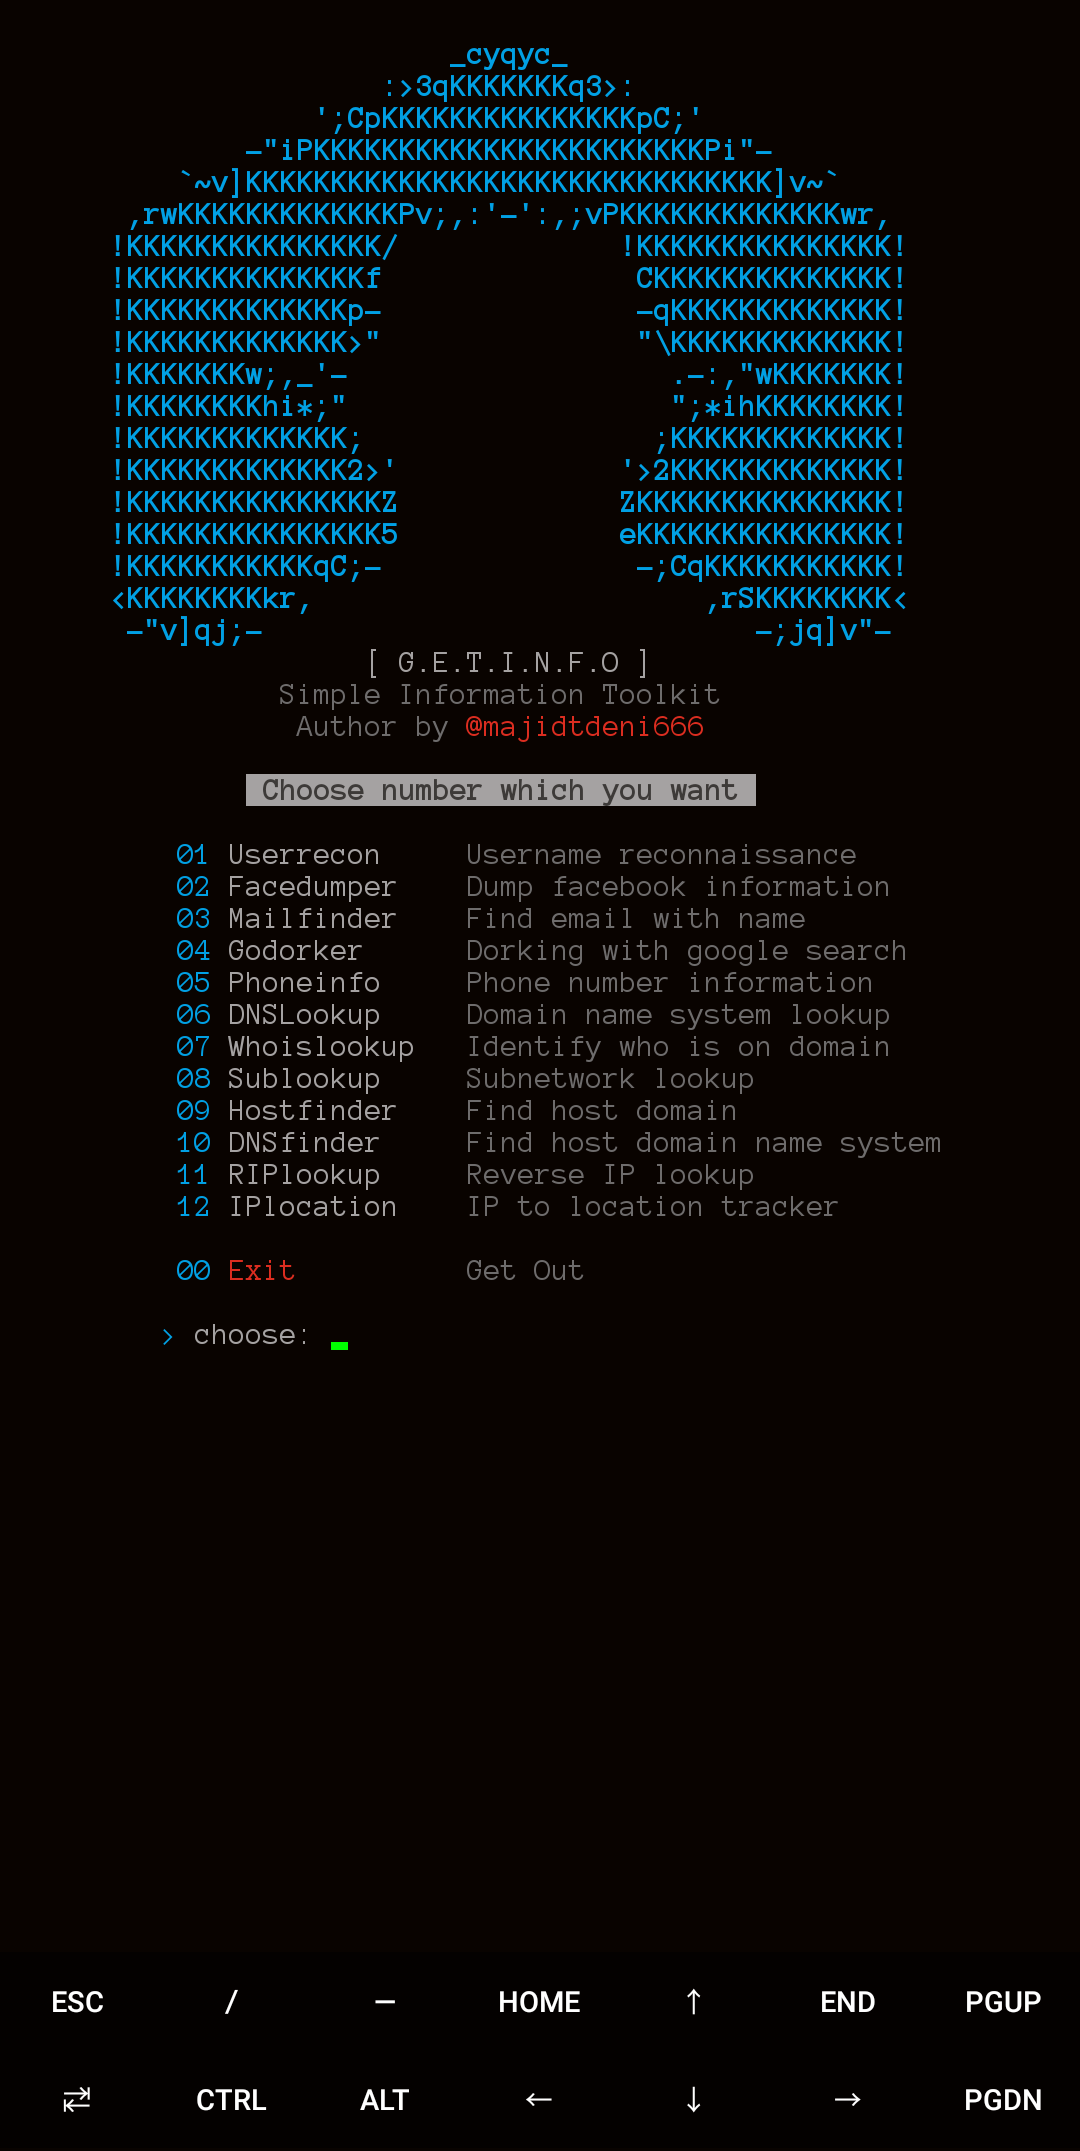 _cyqyc_
:>3qKKKKKKKq3>:
';CpKKKKKKKKKKKKKKKpC;'
-"iPKKKKKKKKKKKKKKKKKKKKKKKPi"-
`~v]KKKKKKKKKKKKKKKKKKKKKKKKKKKKKKK]v~`
,rwKKKKKKKKKKKKKPv;,:'-':,;vPKKKKKKKKKKKKKwr,
!KKKKKKKKKKKKKKK/ !KKKKKKKKKKKKKKK!
!KKKKKKKKKKKKKKf CKKKKKKKKKKKKKK!
!KKKKKKKKKKKKKp- -qKKKKKKKKKKKKK!
!KKKKKKKKKKKKK>" "\KKKKKKKKKKKKK!
!KKKKKKKw;,_'- .-:,"wKKKKKKK!
!KKKKKKKKhi*;" ";*ihKKKKKKKK!
!KKKKKKKKKKKKK; ;KKKKKKKKKKKKK!
!KKKKKKKKKKKKK2>' '>2KKKKKKKKKKKKK!
!KKKKKKKKKKKKKKKZ ZKKKKKKKKKKKKKKK!
!KKKKKKKKKKKKKKK5 eKKKKKKKKKKKKKKK!
!KKKKKKKKKKKqC;- -;CqKKKKKKKKKKK!
<KKKKKKKKkr, ,rSKKKKKKKK<
-"v]qj;- -;jq]v"-
[ G.E.T.I.N.F.O ]
Simple Information Toolkit
Author by @majidtdeni666
Choose number which you want
01 Userrecon Username reconnaissance
02 Facedumper Dump facebook information
03 Mailfinder Find email with name
04 Godorker Dorking with google search
05 Phoneinfo Phone number information
06 DNSLookup Domain name system lookup
07 Whoislookup Identify who is on domain
08 Sublookup Subnetwork lookup
09 Hostfinder Find host domain
10 DNSfinder Find host domain name system
11 RIPlookup Reverse IP lookup
12 IPlocation IP to location tracker
00 Exit Get Out
> choose: _
ESC / — HOME ↑ END PGUP
⇄ CTRL ALT ← ↓ → PGDN